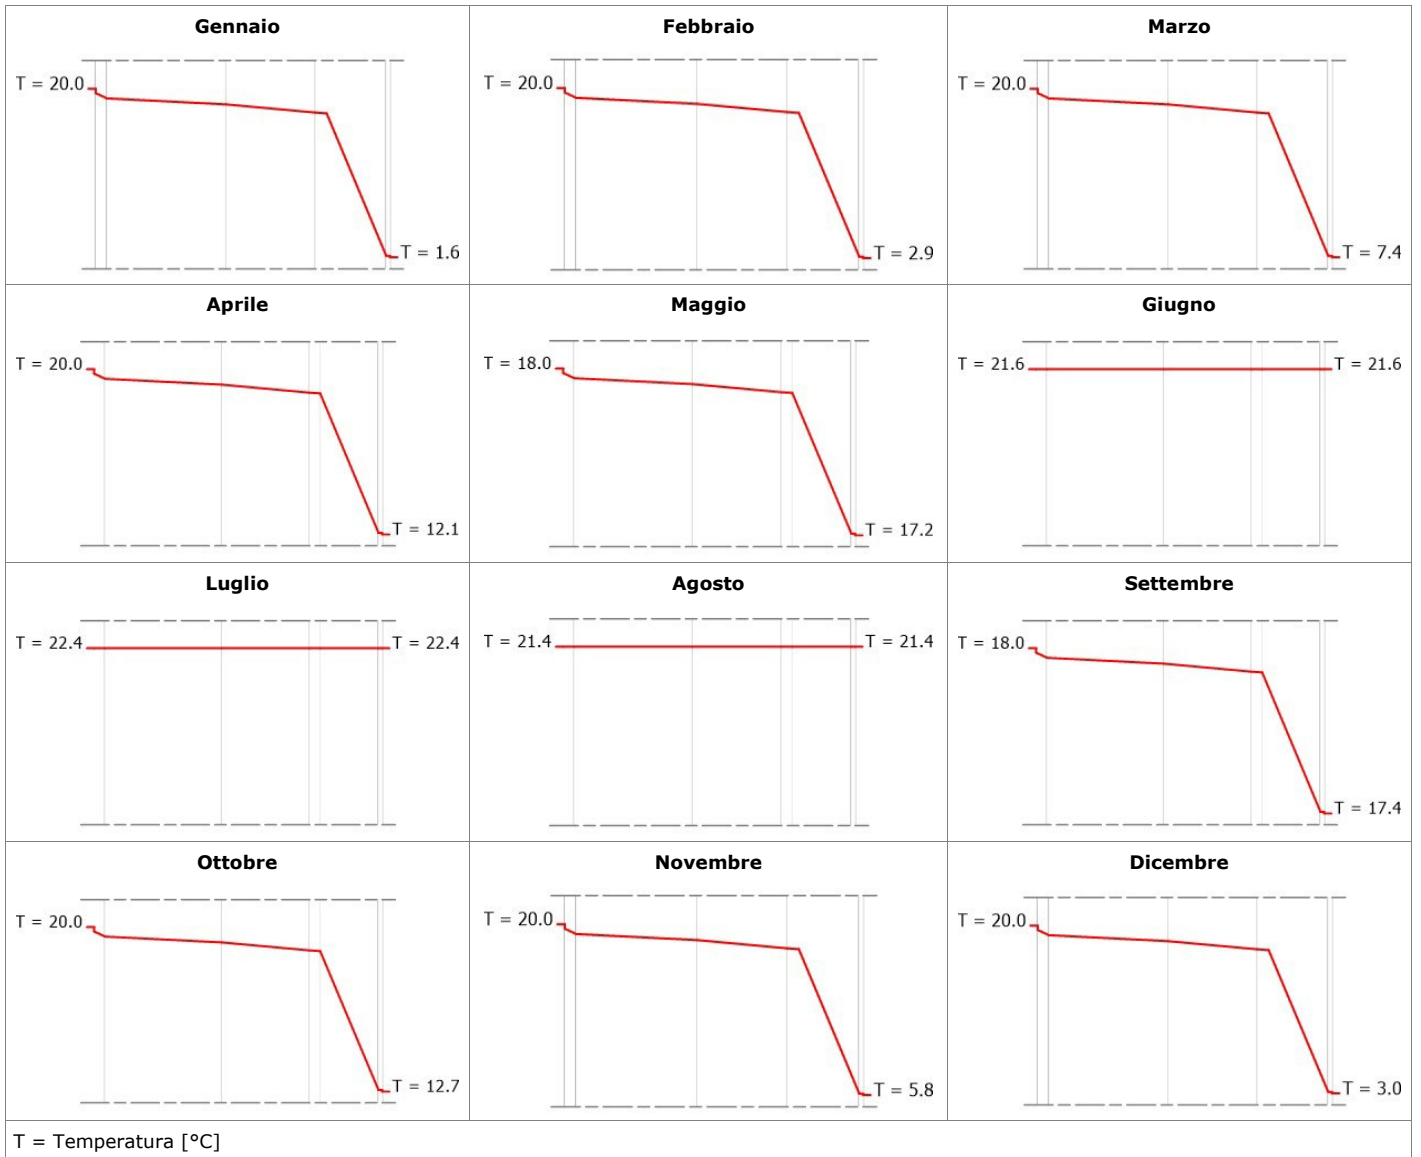 Gennaio
Febbraio
Marzo
T = 20.0
T = 1.6
T = 20.0
T = 2.9
T = 20.0
T = 7.4
Aprile
Maggio
Giugno
T = 20.0
T = 12.1
T = 18.0
T = 17.2
T = 21.6
T = 21.6
Luglio
Agosto
Settembre
T = 22.4
T = 22.4
T = 21.4
T = 21.4
T = 18.0
T = 17.4
Ottobre
Novembre
Dicembre
T = 20.0
T = 12.7
T = 20.0
T = 5.8
T = 20.0
T = 3.0
T = Temperatura [°C]